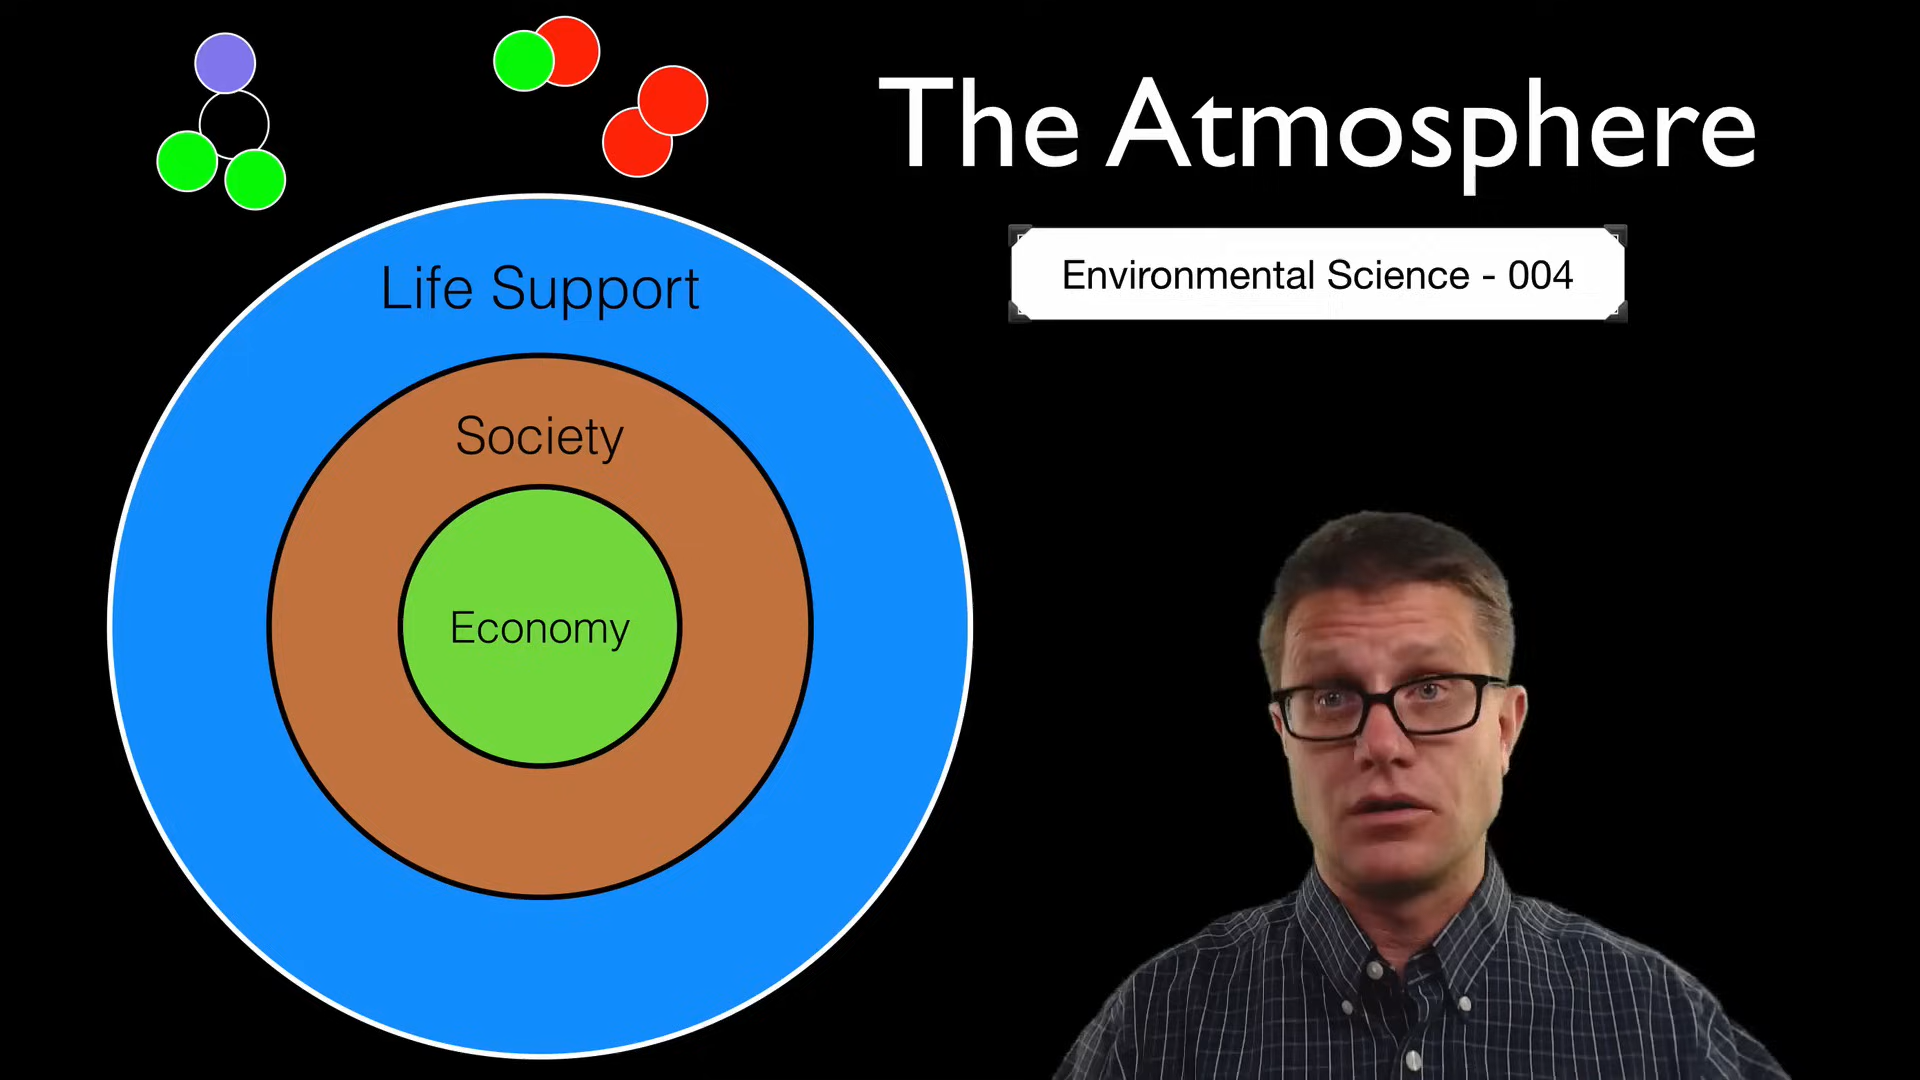 The Atmosphere
Environmental Science - 004
Life Support
Society
Economy